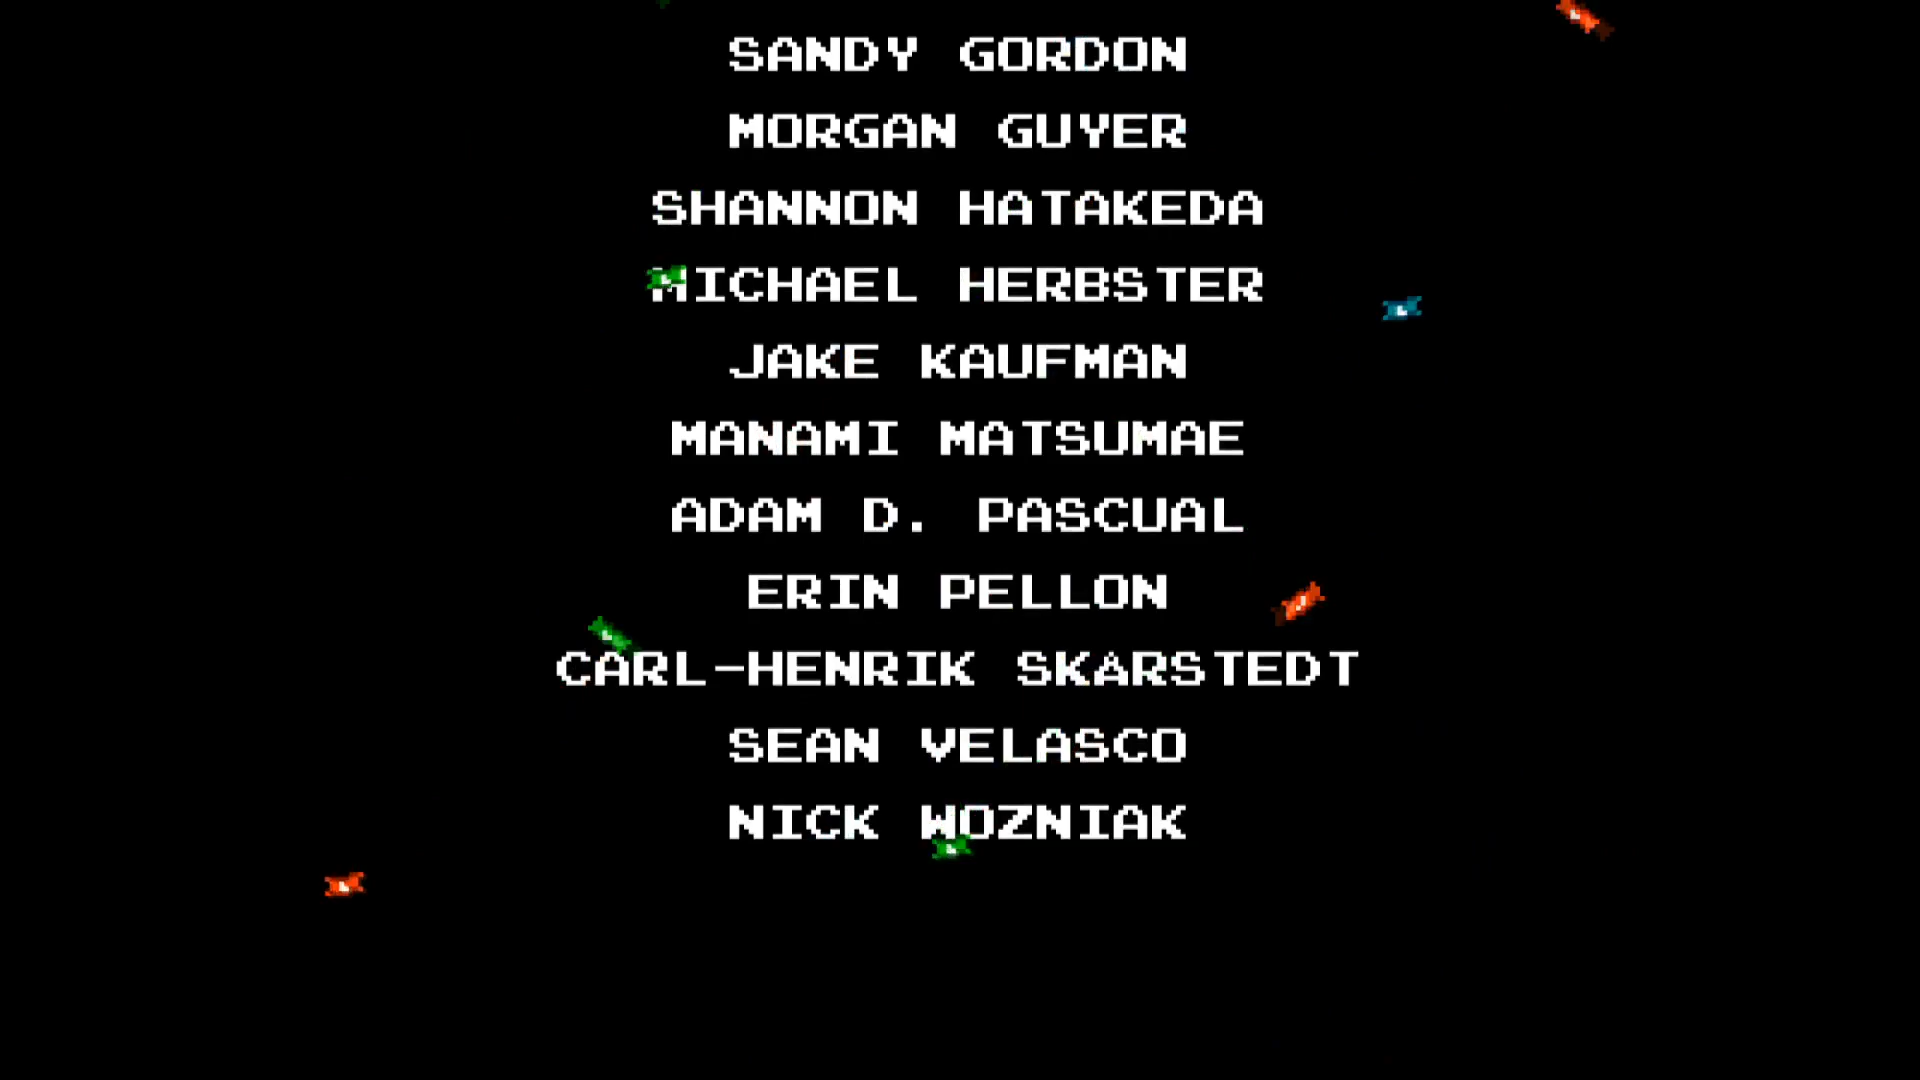 SANDY GORDON
MORGAN GUYER
SHANNON HATAKEDA
MICHAEL HERBSTER
JAKE KAUFMAN
MANAMI MATSUMAE
ADAM D. PASCUAL
ERIN PELLON
CARL-HENRIK SKARSTEDT
SEAN VELASCO
NICK WOZNIAK